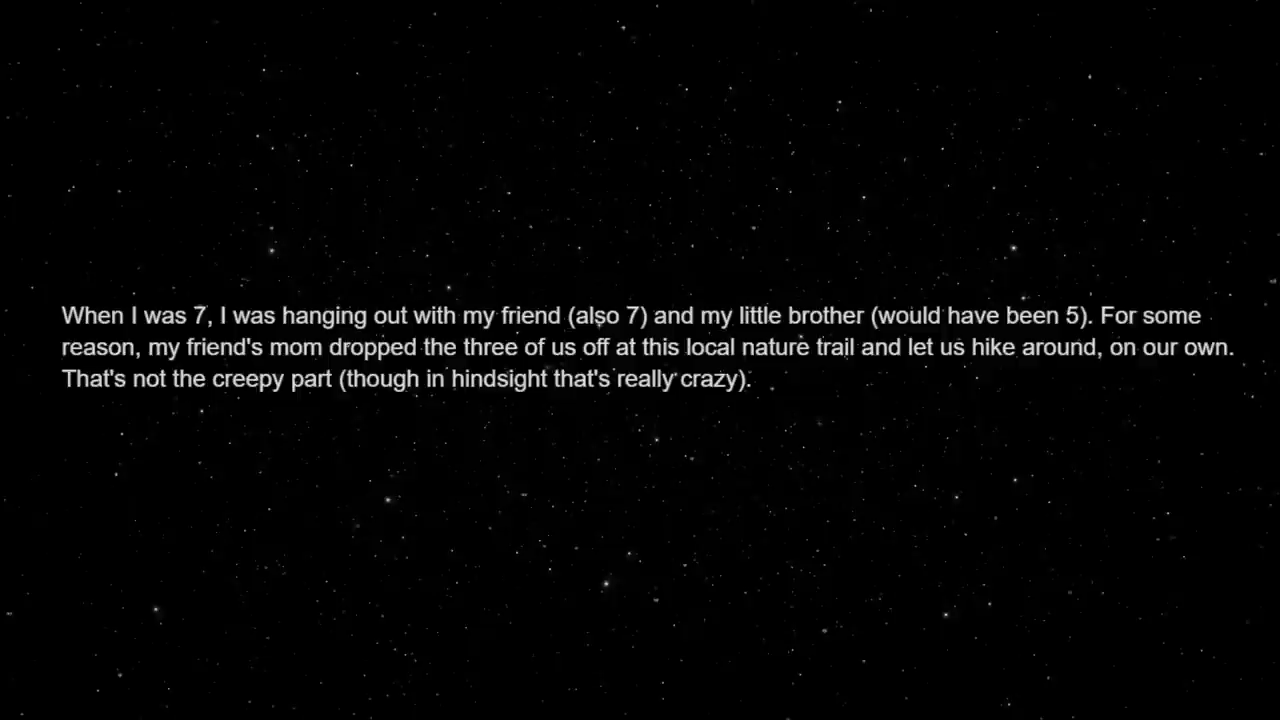 When I was 7, I was hanging out with my friend (also 7) and my little brother (would have been 5). For some
reason, my friend's mom dropped the three of us off at this local nature trail and let us hike around, on our own.
That's not the creepy part (though in hindsight that's really crazy).